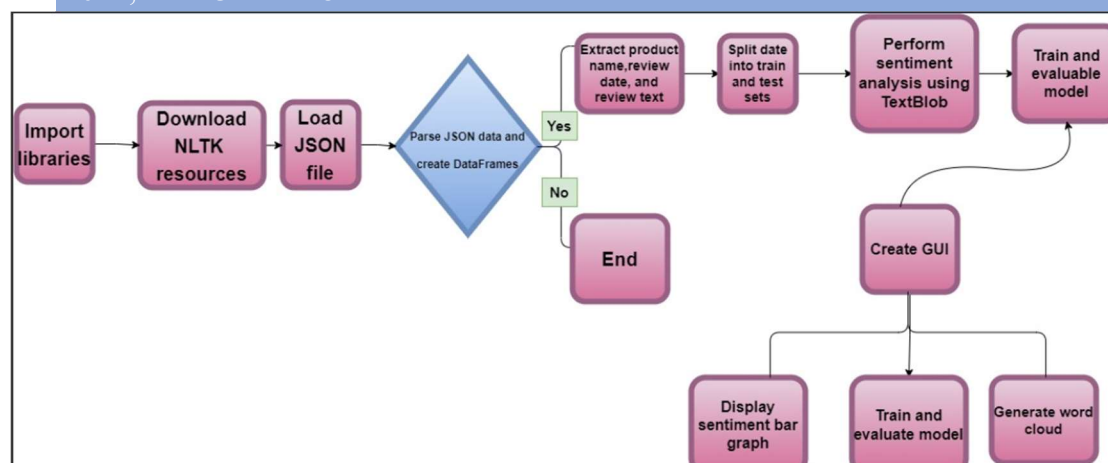 Import
libraries
Download
NLTK
resources
Load
JSON
file
Parse JSON data and
create DataFrames
Yes
No
End
Extract product
name,review
date, and
review text
Split date
into train
and test
sets
Perform
sentiment
analysis using
TextBlob
Train and
evaluable
model
Create GUI
Display
sentiment bar
graph
Train and
evaluate model
Generate word
cloud